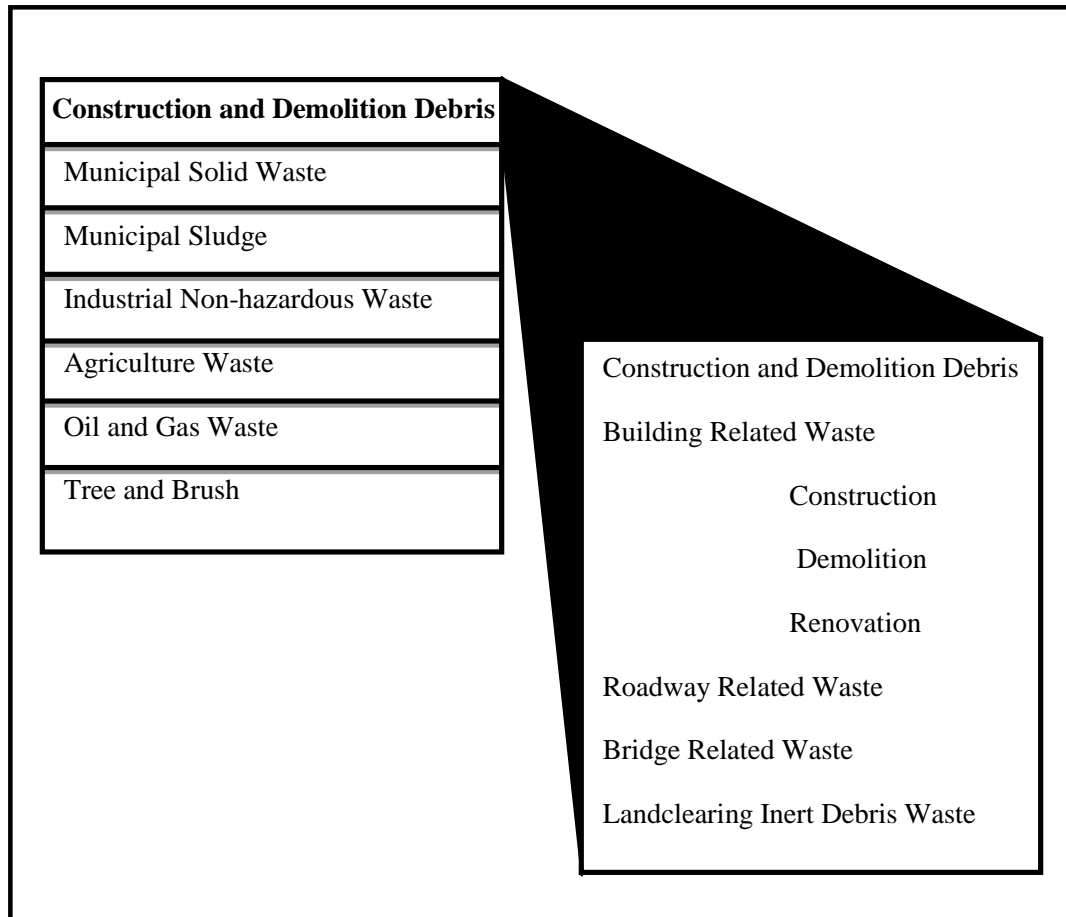 Construction and Demolition Debris
Municipal Solid Waste
Municipal Sludge
Industrial Non-hazardous Waste
Agriculture Waste
Oil and Gas Waste
Tree and Brush
Construction and Demolition Debris
Building Related Waste
Construction
Demolition
Renovation
Roadway Related Waste
Bridge Related Waste
Landclearing Inert Debris Waste